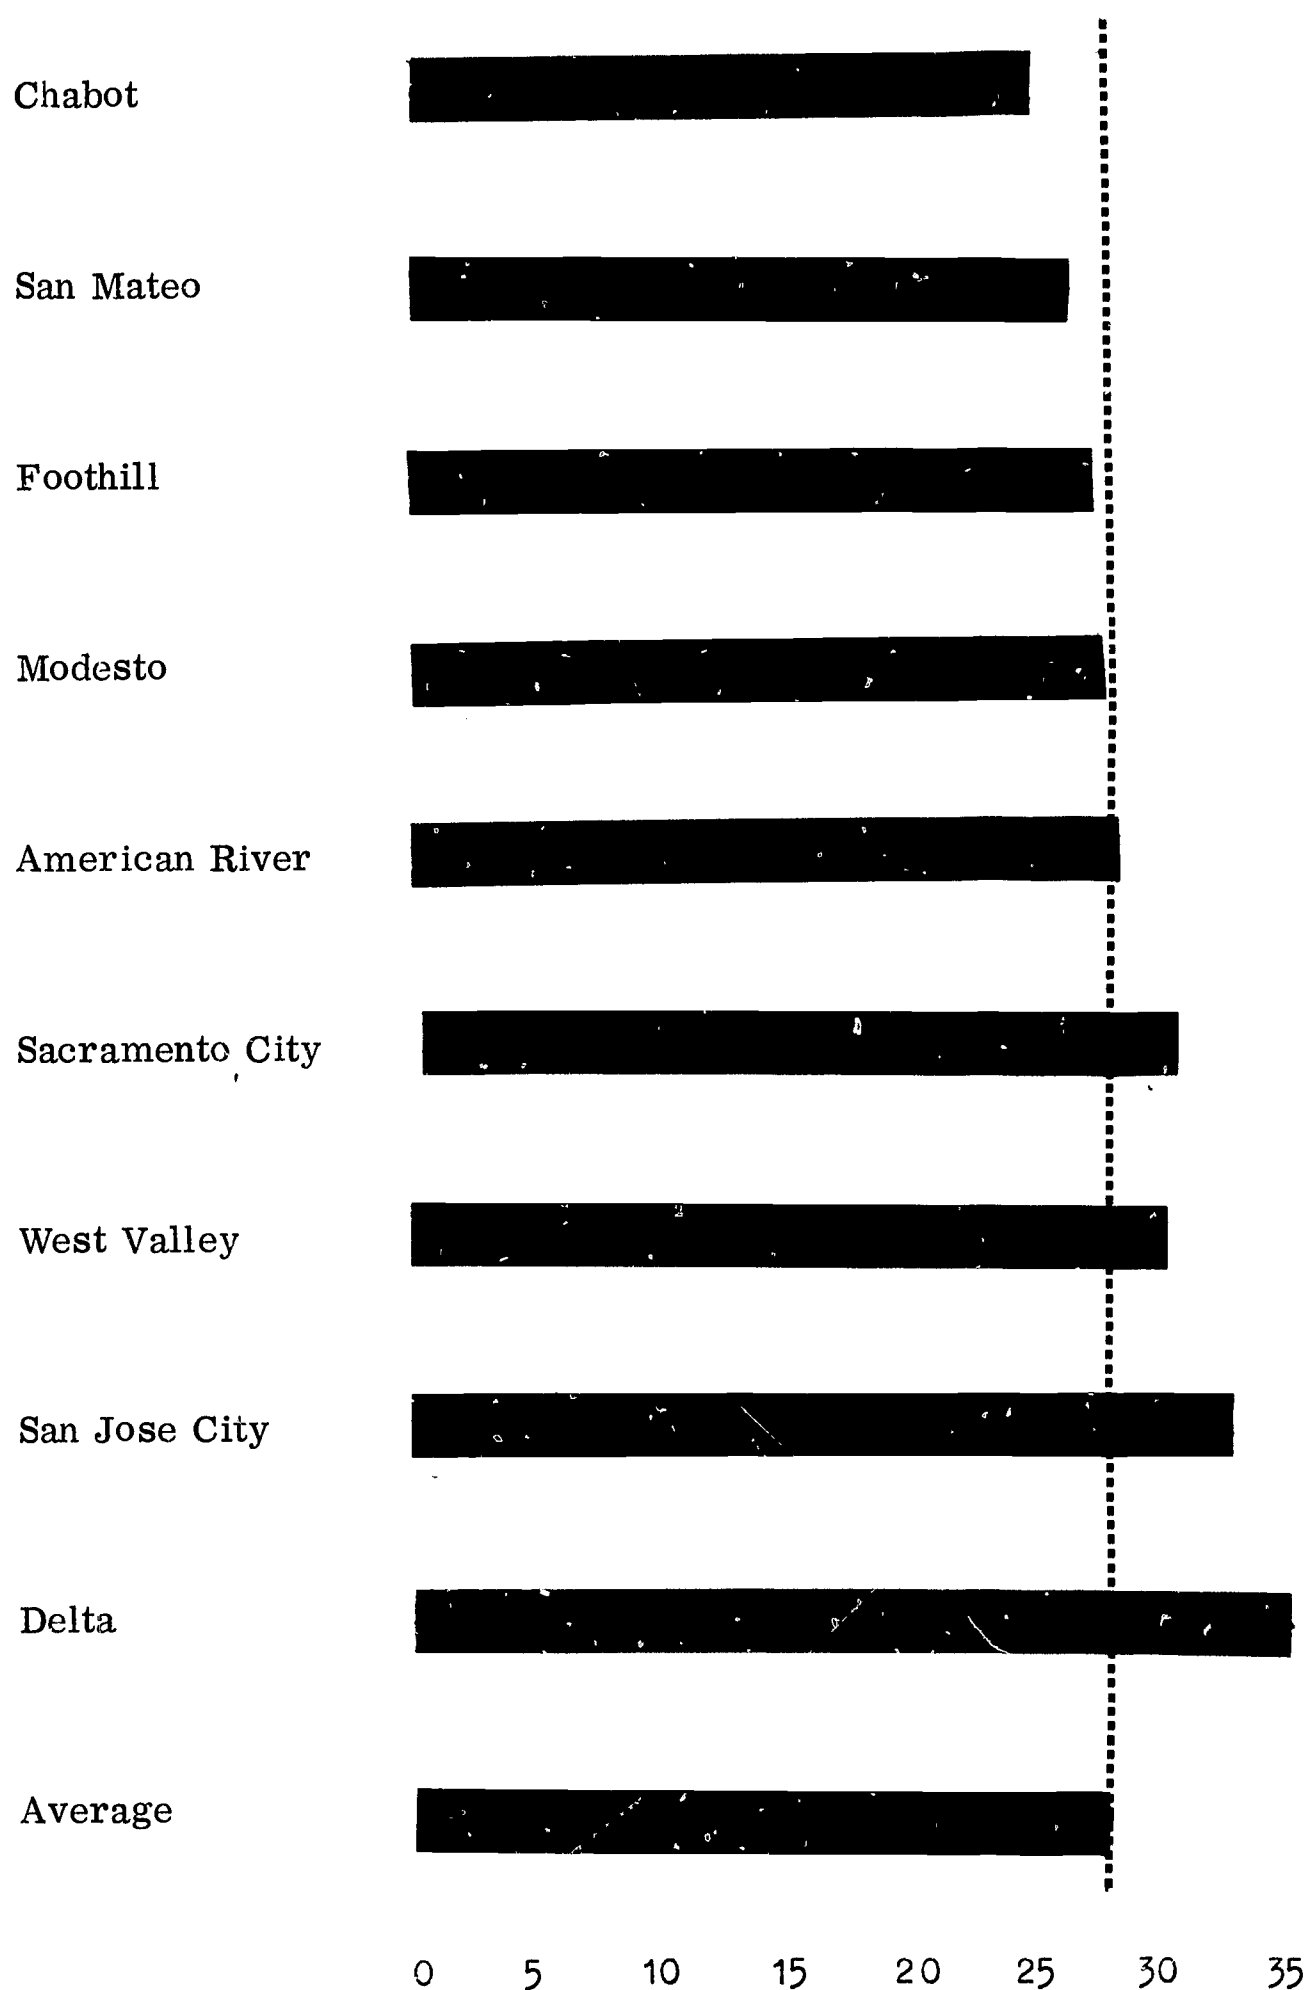 Chabot
San Mateo
Foothill
Modesto
American River
Sacramento City
West Valley
San Jose City
Delta
Average
0 5 10 15 20 25 30 35